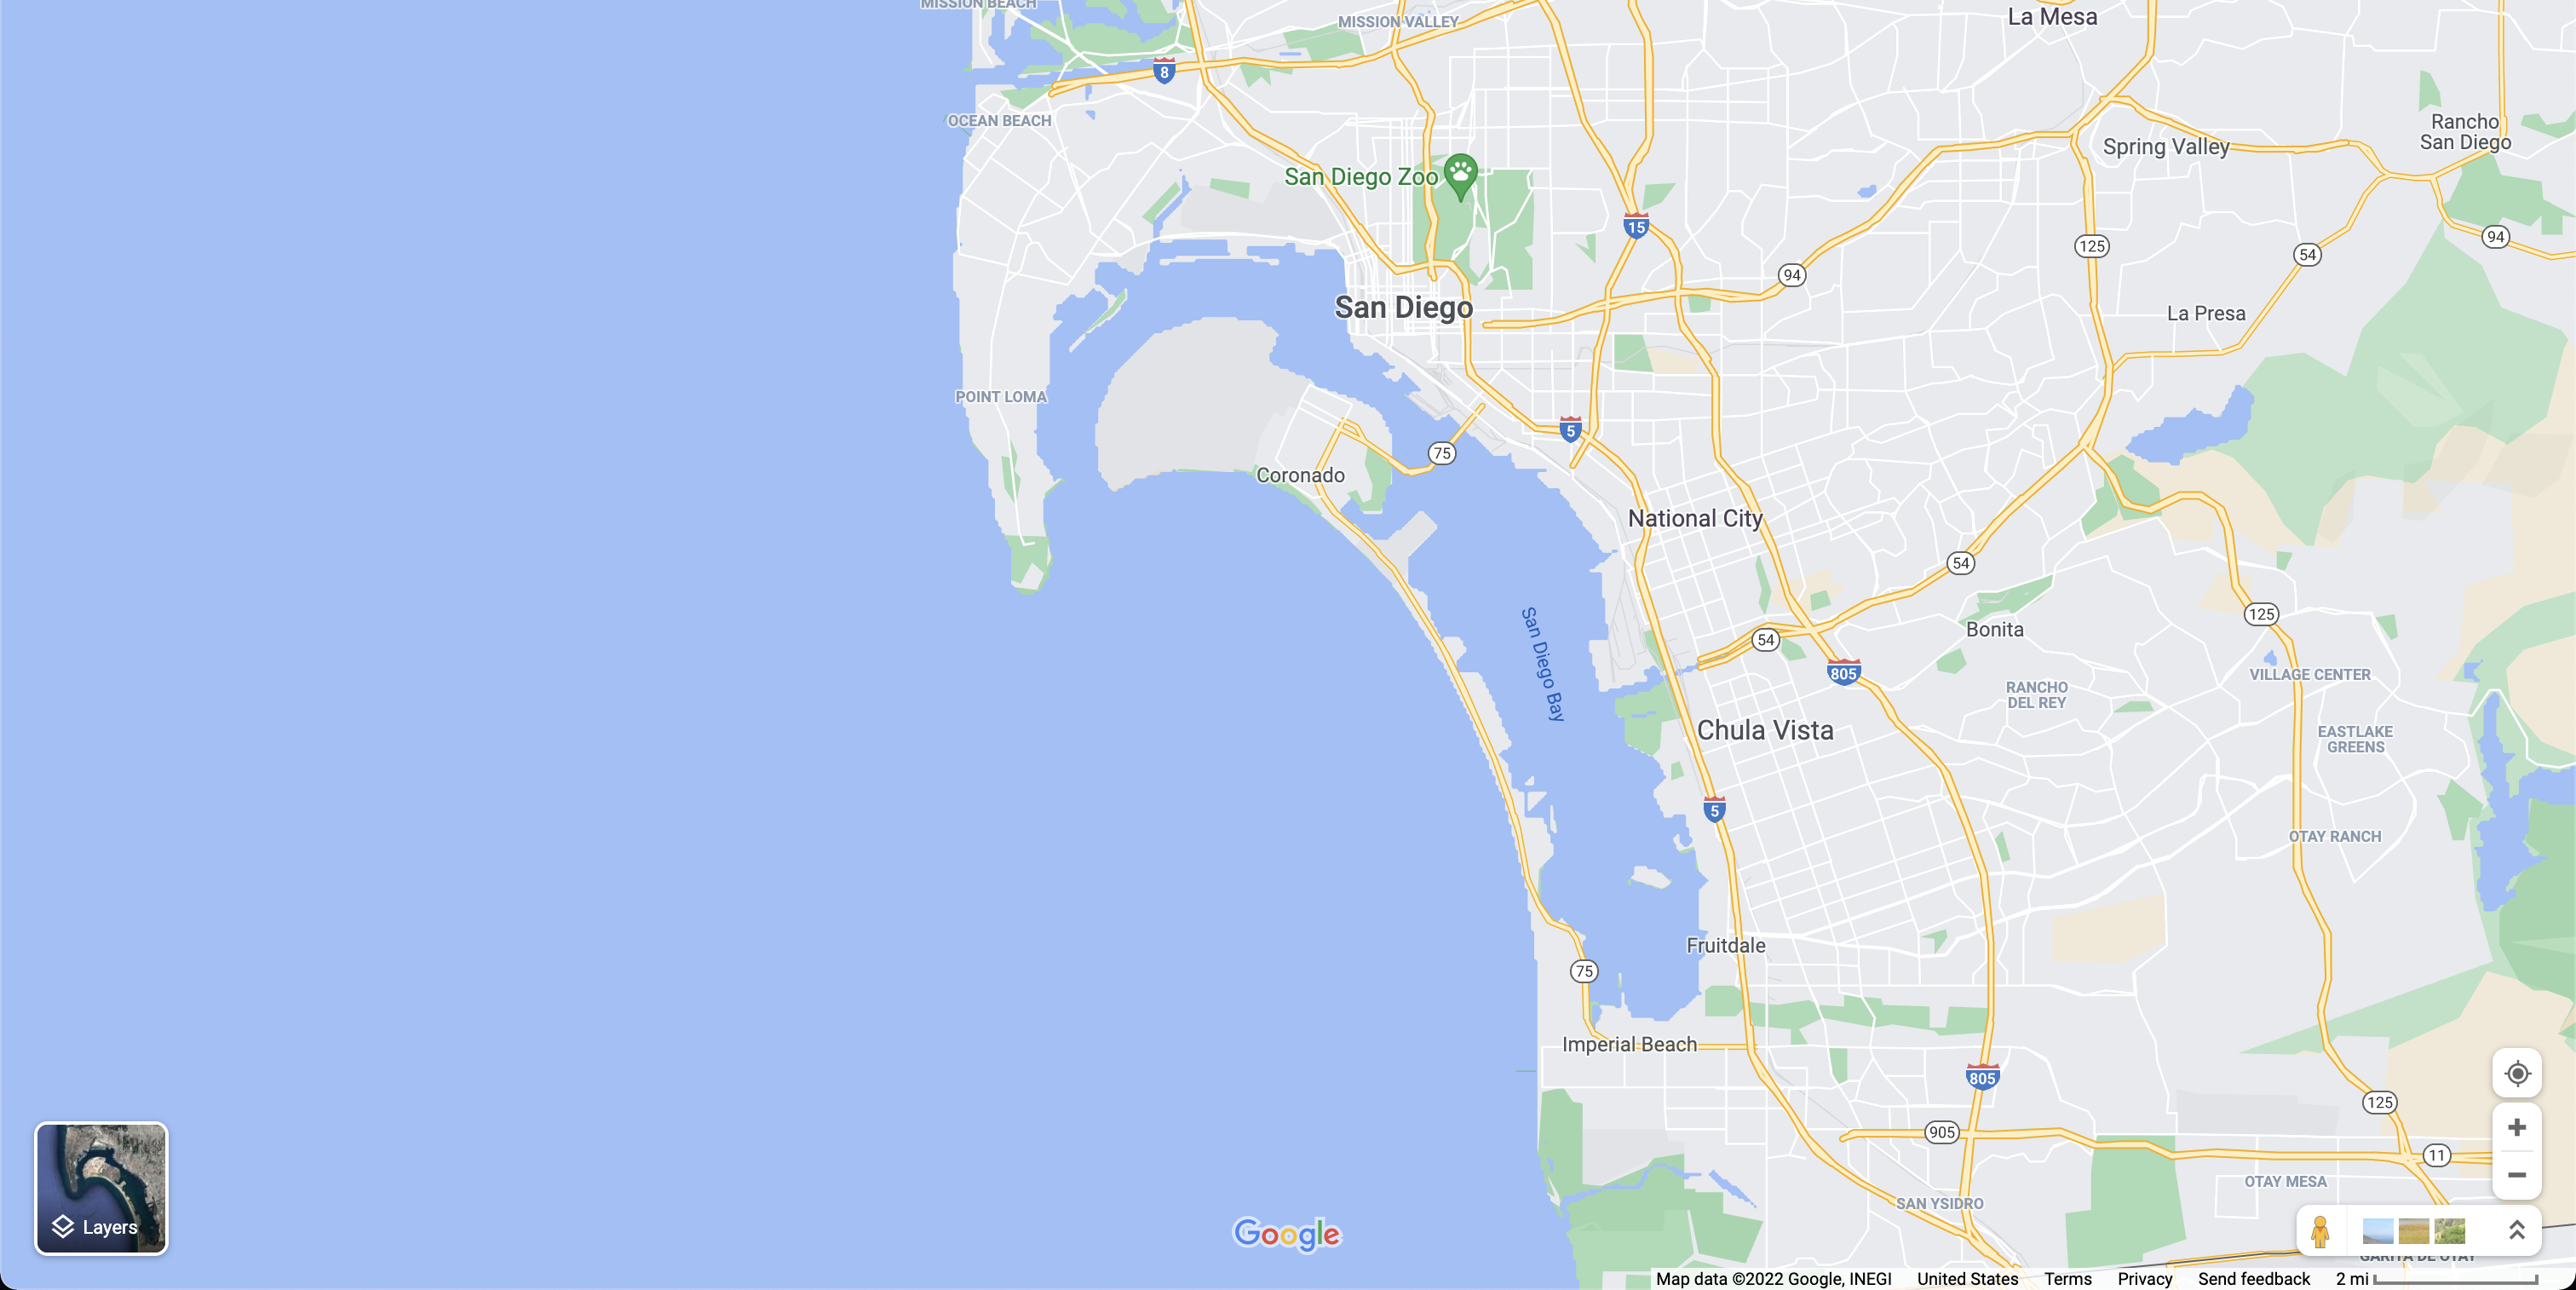 MISSION BEACH
MISSION VALLEY
La Mesa
8
OCEAN BEACH
Rancho
San Diego
Spring Valley
San Diego Zoo
15
125
94
54
94
San Diego
La Presa
POINT LOMA
5
75
Coronado
National City
54
125
Bonita
54
San Diego Bay
805
VILLAGE CENTER
RANCHO
DEL REY
Chula Vista
EASTLAKE
GREENS
5
OTAY RANCH
Fruitdale
75
Imperial Beach
805
125
905
11
OTAY MESA
SAN YSIDRO
Layers
Google
GARITA DE OTAY
Map data ©2022 Google, INEGI United States Terms Privacy Send feedback 2 mi